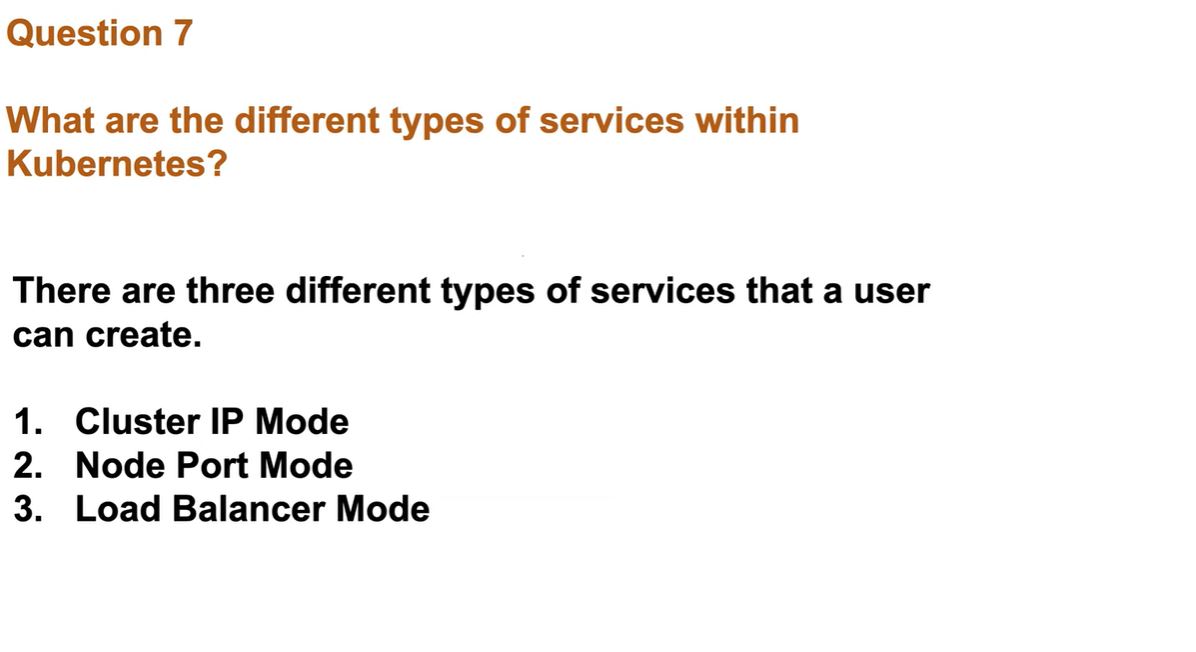 Question 7
What are the different types of services within
Kubernetes?
There are three different types of services that a user
can create.
1. Cluster IP Mode
2. Node Port Mode
3. Load Balancer Mode